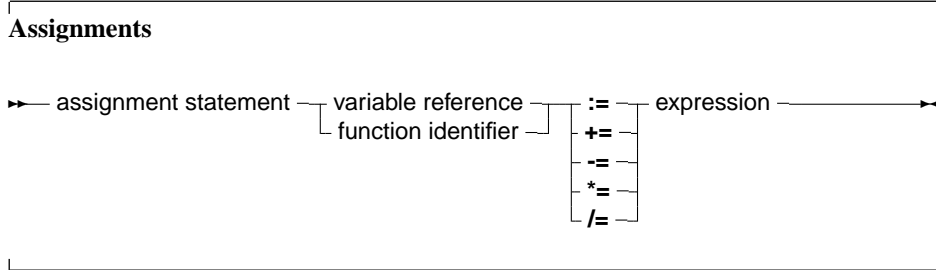 Assignments
assignment statement variable reference := expression
function identifier +=
-=
*=
/=